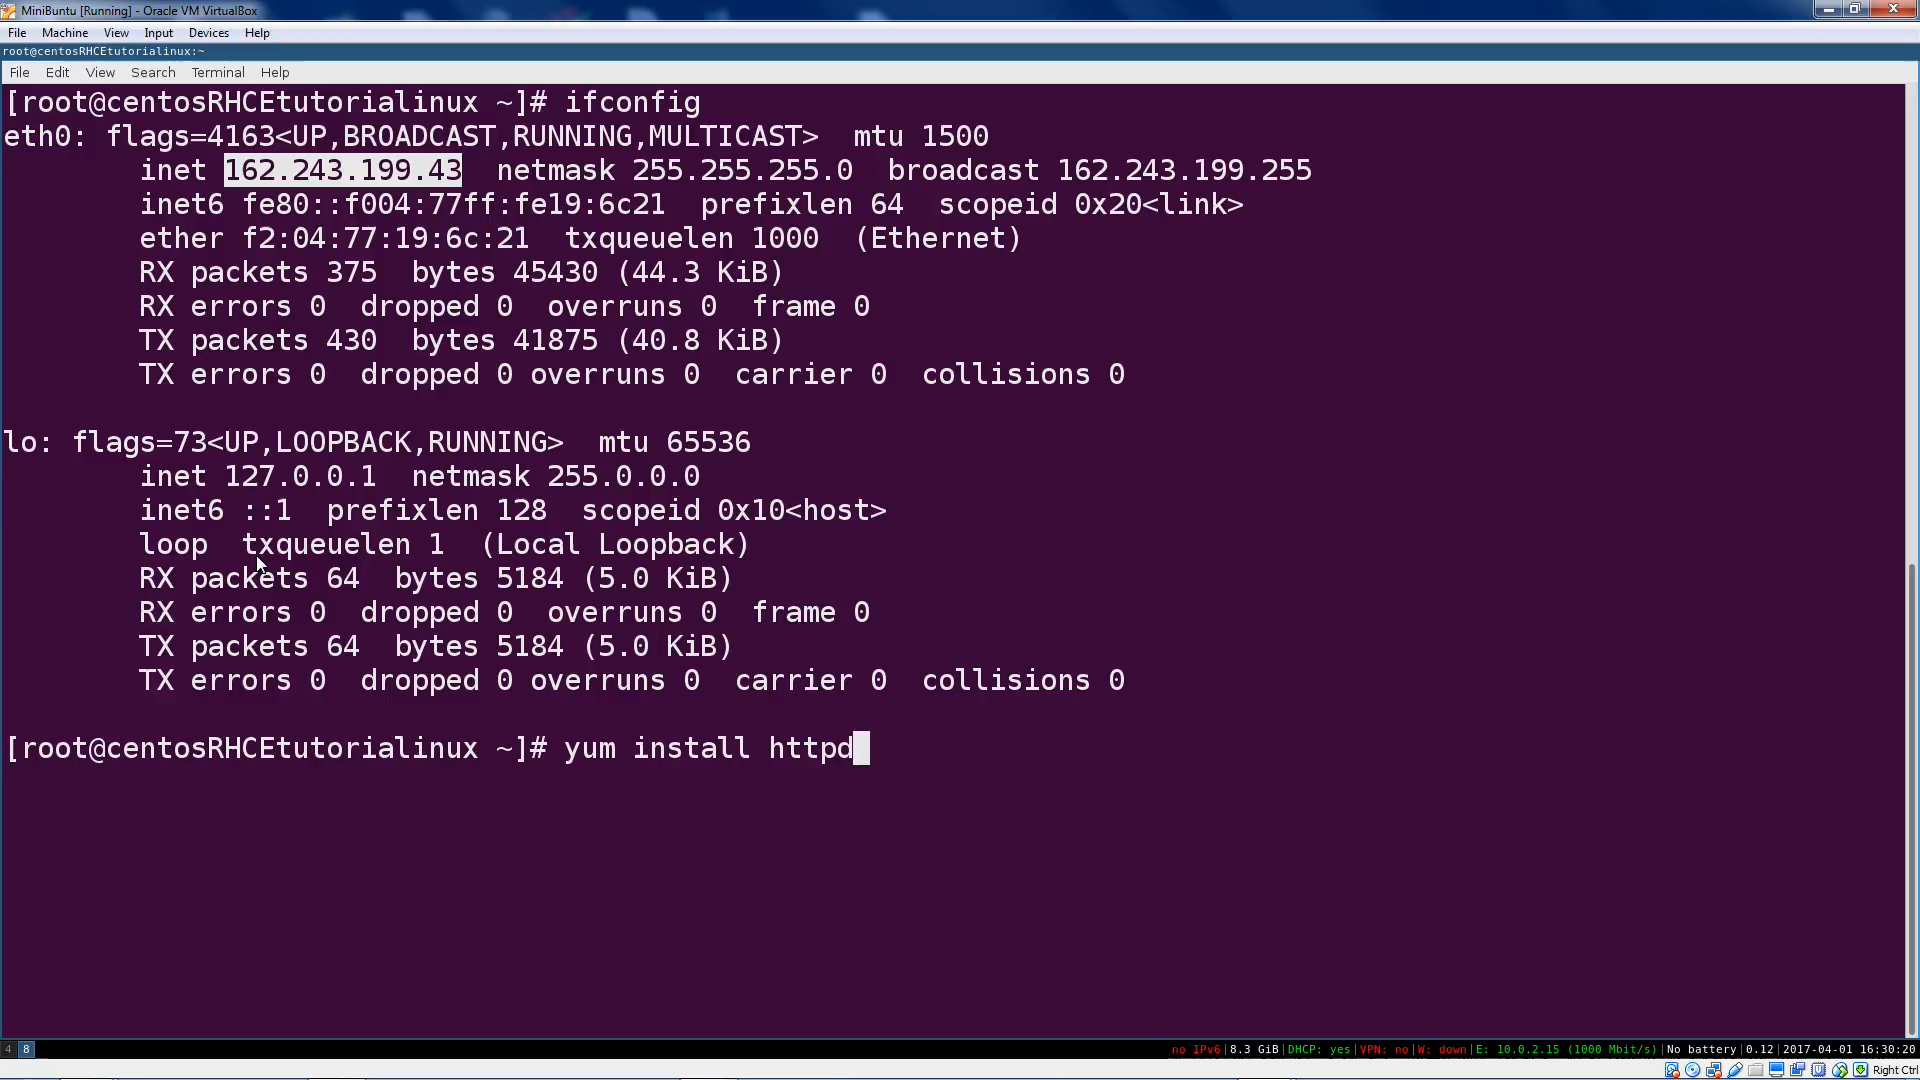 MiniBuntu [Running] - Oracle VM VirtualBox
File Machine View Input Devices Help
root@centosRHCEtutorialinux:~
File Edit View Search Terminal Help
[root@centosRHCEtutorialinux ~]# ifconfig
eth0: flags=4163<UP,BROADCAST,RUNNING,MULTICAST>  mtu 1500
inet 162.243.199.43  netmask 255.255.255.0  broadcast 162.243.199.255
inet6 fe80::f004:77ff:fe19:6c21  prefixlen 64  scopeid 0x20<link>
ether f2:04:77:19:6c:21  txqueuelen 1000  (Ethernet)
RX packets 375  bytes 45430 (44.3 KiB)
RX errors 0  dropped 0  overruns 0  frame 0
TX packets 430  bytes 41875 (40.8 KiB)
TX errors 0  dropped 0 overruns 0  carrier 0  collisions 0
lo: flags=73<UP,LOOPBACK,RUNNING>  mtu 65536
inet 127.0.0.1  netmask 255.0.0.0
inet6 ::1  prefixlen 128  scopeid 0x10<host>
loop  txqueuelen 1  (Local Loopback)
RX packets 64  bytes 5184 (5.0 KiB)
RX errors 0  dropped 0  overruns 0  frame 0
TX packets 64  bytes 5184 (5.0 KiB)
TX errors 0  dropped 0 overruns 0  carrier 0  collisions 0
[root@centosRHCEtutorialinux ~]# yum install httpd
4 8 no IPv6|8.3 GiB|DHCP: yes|VPN: no|W: down|E: 10.0.2.15 (1000 Mbit/s)|No battery|0.12|2017-04-01 16:30:20
Right Ctrl